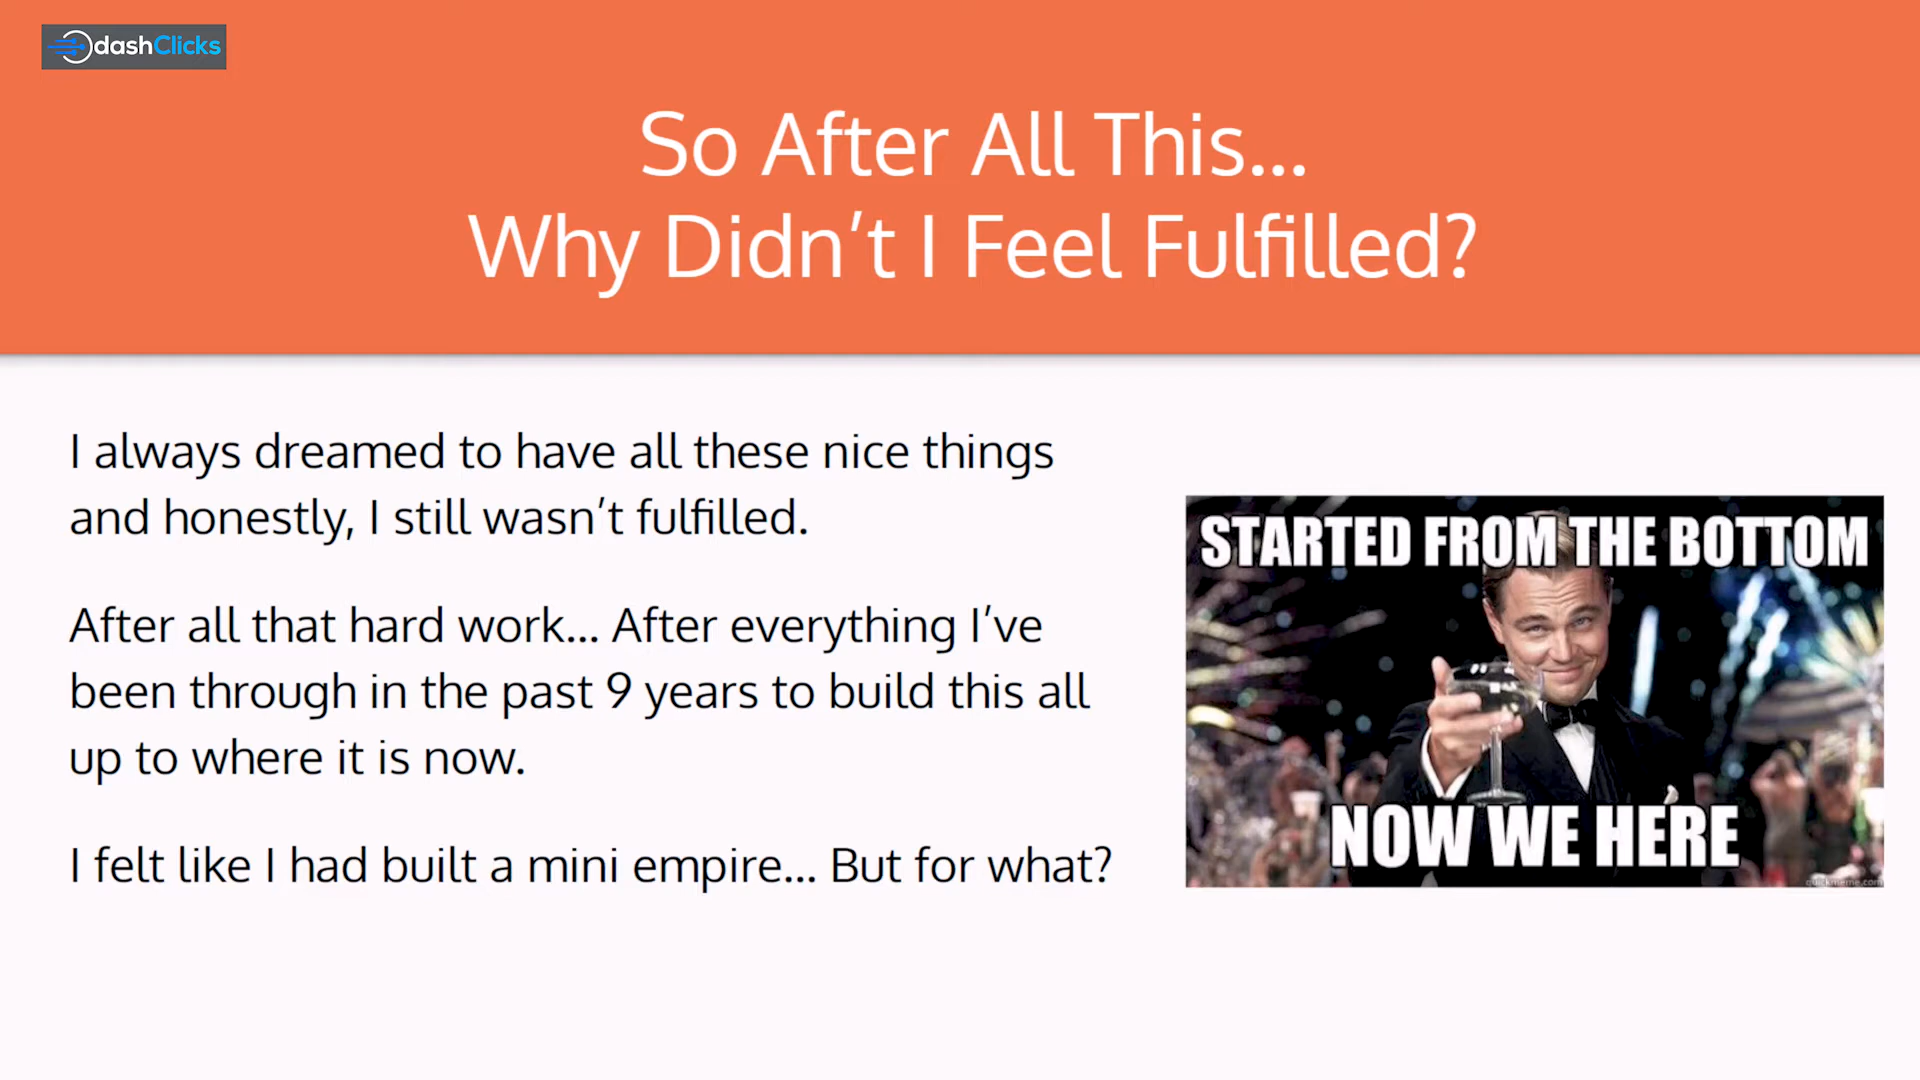 dashClicks
So After All This...
Why Didn't I Feel Fulfilled?
I always dreamed to have all these nice things
and honestly, I still wasn't fulfilled.
After all that hard work... After everything I've
been through in the past 9 years to build this all
up to where it is now.
I felt like I had built a mini empire... But for what?
STARTED FROM THE BOTTOM
NOW WE HERE
quickmeme.com